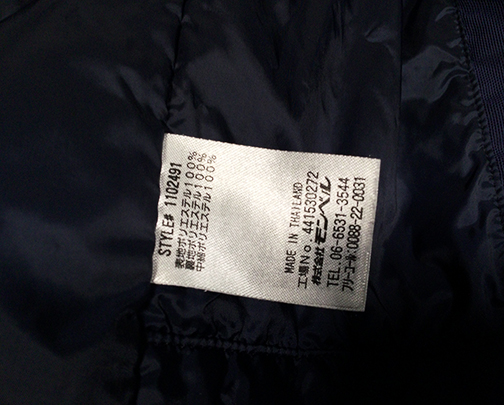 STYLE# 1102491
表地ポリエステル100%
裏地ポリエステル100%
中綿ポリエステル100%
MADE IN THAILAND
工場No.441530272
株式会社モンベル
TEL.06-6531-3544
フリーコール:0088-22-0031